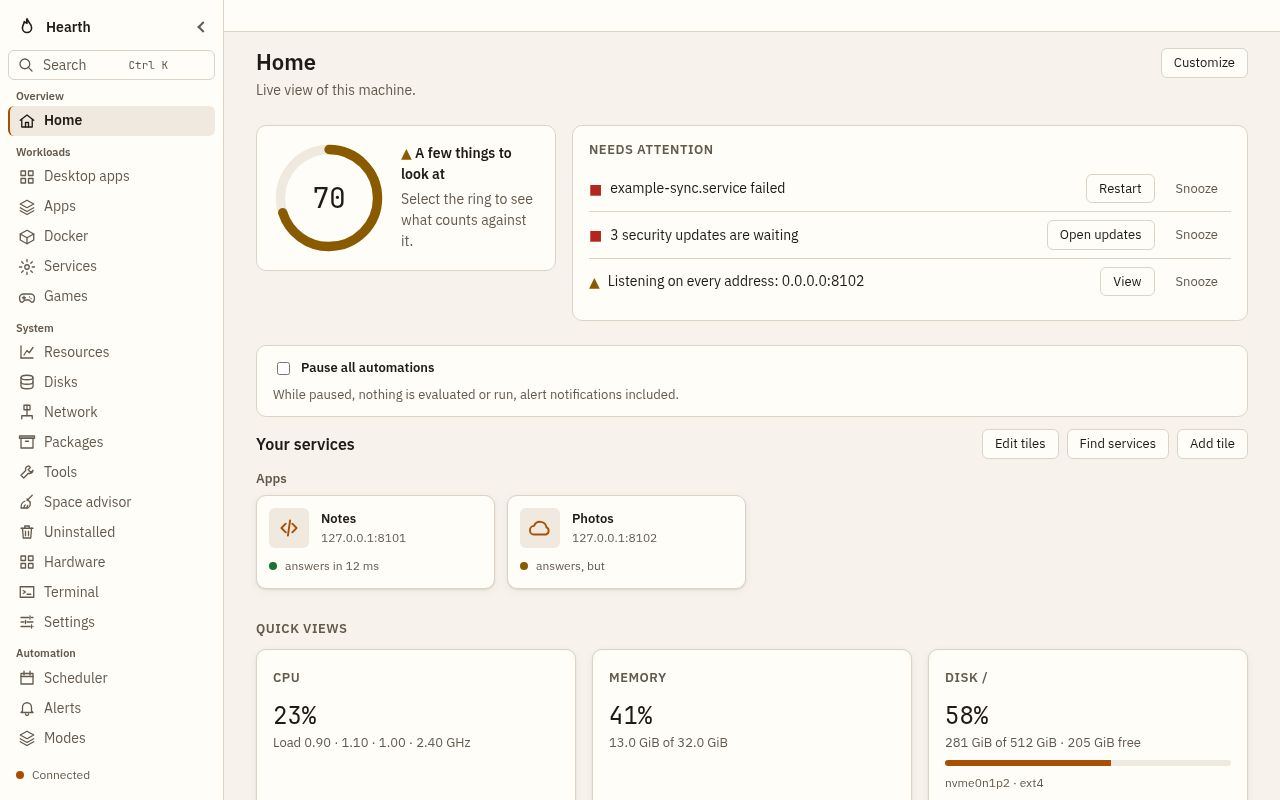 Hearth
Search Ctrl K
Overview
Home
Workloads
Desktop apps
Apps
Docker
Services
Games
System
Resources
Disks
Network
Packages
Tools
Space advisor
Uninstalled
Hardware
Terminal
Settings
Automation
Scheduler
Alerts
Modes
Connected
Home
Customize
Live view of this machine.
70
A few things to
look at
Select the ring to see
what counts against
it.
NEEDS ATTENTION
example-sync.service failed Restart Snooze
3 security updates are waiting Open updates Snooze
Listening on every address: 0.0.0.0:8102 View Snooze
Pause all automations
While paused, nothing is evaluated or run, alert notifications included.
Your services Edit tiles Find services Add tile
Apps
Notes
127.0.0.1:8101
answers in 12 ms
Photos
127.0.0.1:8102
answers, but
QUICK VIEWS
CPU
23%
Load 0.90 · 1.10 · 1.00 · 2.40 GHz
MEMORY
41%
13.0 GiB of 32.0 GiB
DISK /
58%
281 GiB of 512 GiB · 205 GiB free
nvme0n1p2 · ext4